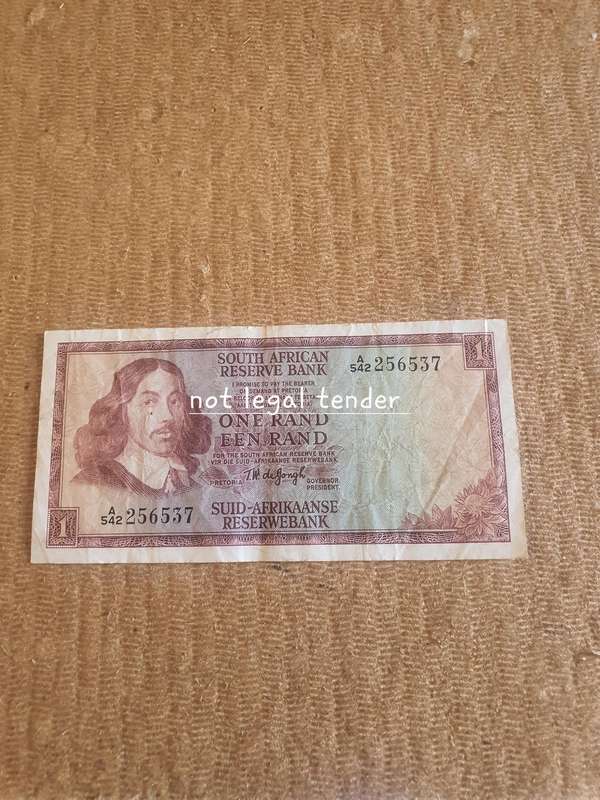 1
SOUTH AFRICAN
RESERVE BANK
A
542 256537
I PROMISE TO PAY THE BEARER
ON DEMAND AT PRETORIA
not legal tender
ONE RAND
EEN RAND
FOR THE SOUTH AFRICAN RESERVE BANK
VIR DIE SUID-AFRIKAANSE RESERWEBANK
T.W. de Jongh
PRETORIA
GOVERNOR
PRESIDENT.
A
542 256537
SUID-AFRIKAANSE
RESERWEBANK
1